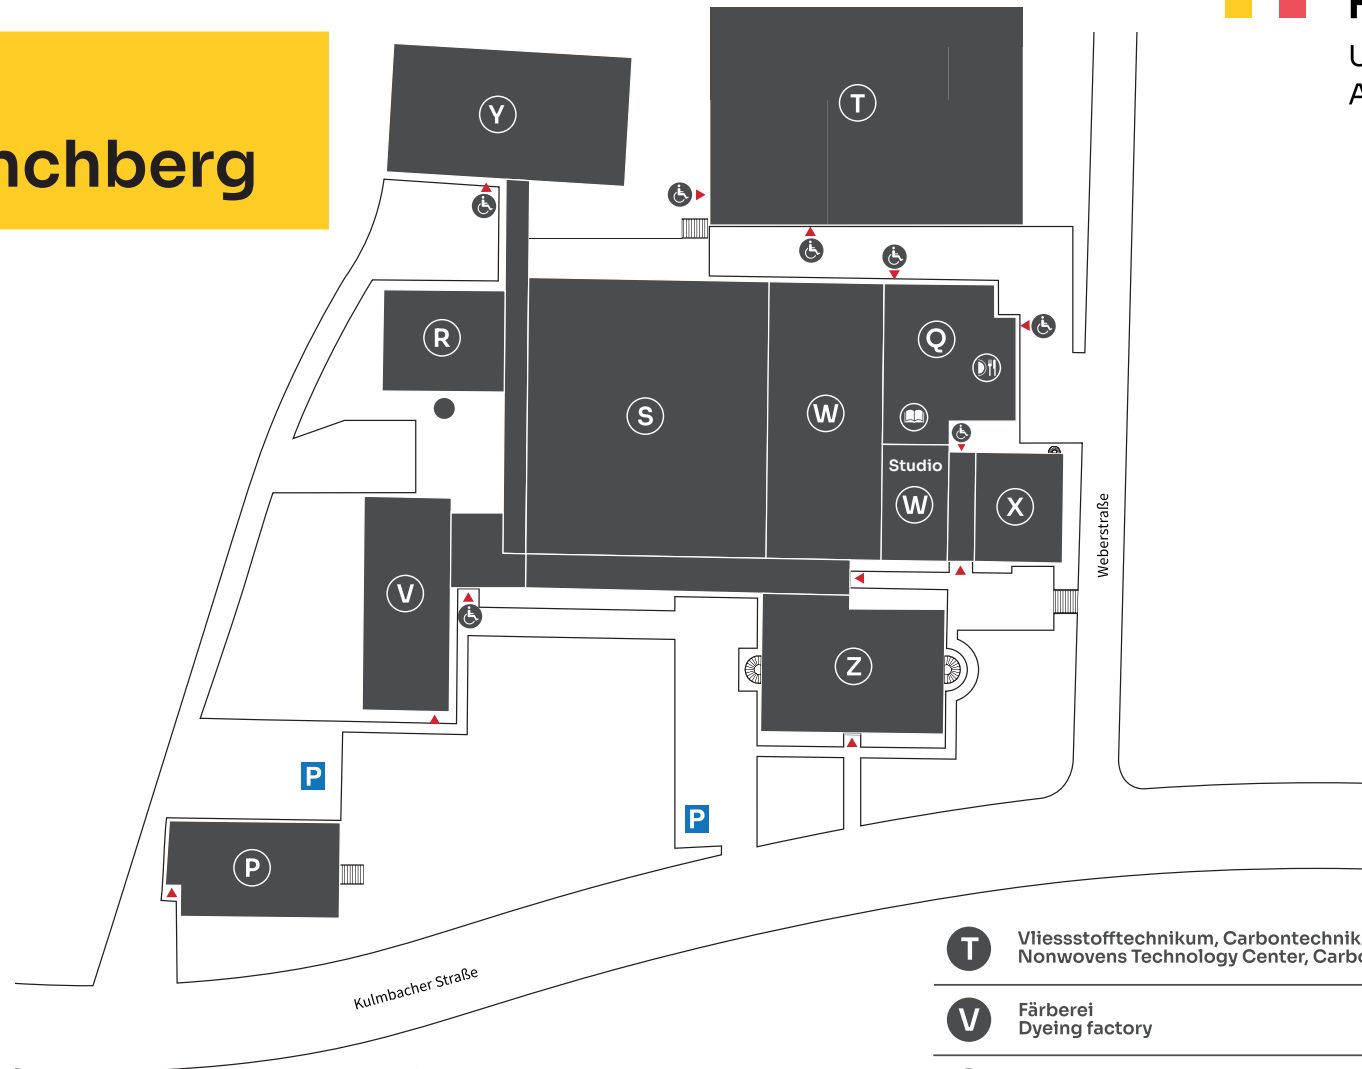 nchberg
U
A
Y
T
R
Q
S
W
Studio
W
X
Weberstraße
V
Z
P
P
P
Kulmbacher Straße
T Vliessstofftechnikum, Carbontechnik
Nonwovens Technology Center, Carbo
V Färberei
Dyeing factory